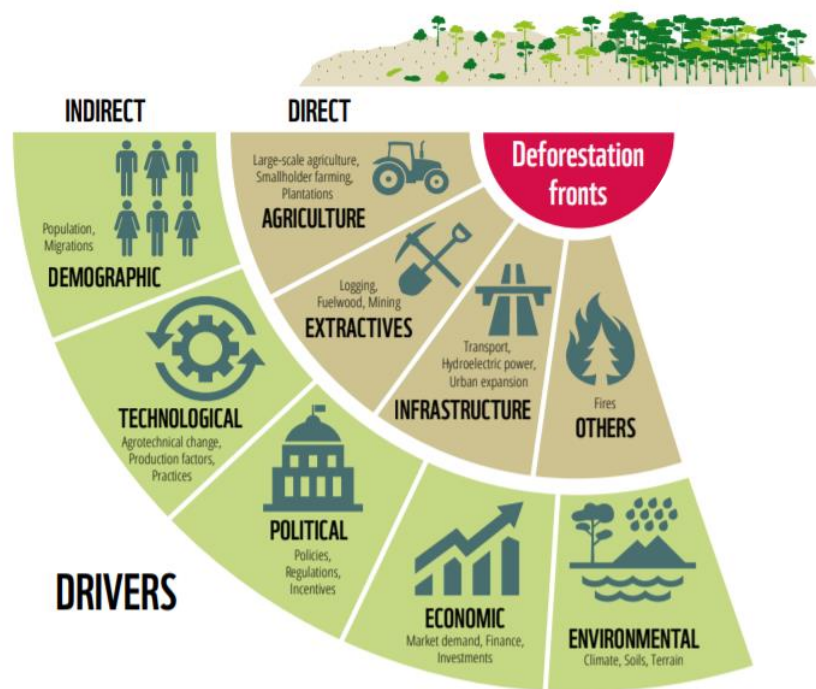 INDIRECT
DIRECT
Deforestation
fronts
Large-scale agriculture,
Smallholder farming,
Plantations
AGRICULTURE
Population,
Migrations
DEMOGRAPHIC
Logging,
Fuelwood, Mining
EXTRACTIVES
Transport,
Hydroelectric power,
Urban expansion
INFRASTRUCTURE
Fires
OTHERS
TECHNOLOGICAL
Agrotechnical change,
Production factors,
Practices
POLITICAL
Policies,
Regulations,
Incentives
ECONOMIC
Market demand, Finance,
Investments
ENVIRONMENTAL
Climate, Soils, Terrain
DRIVERS